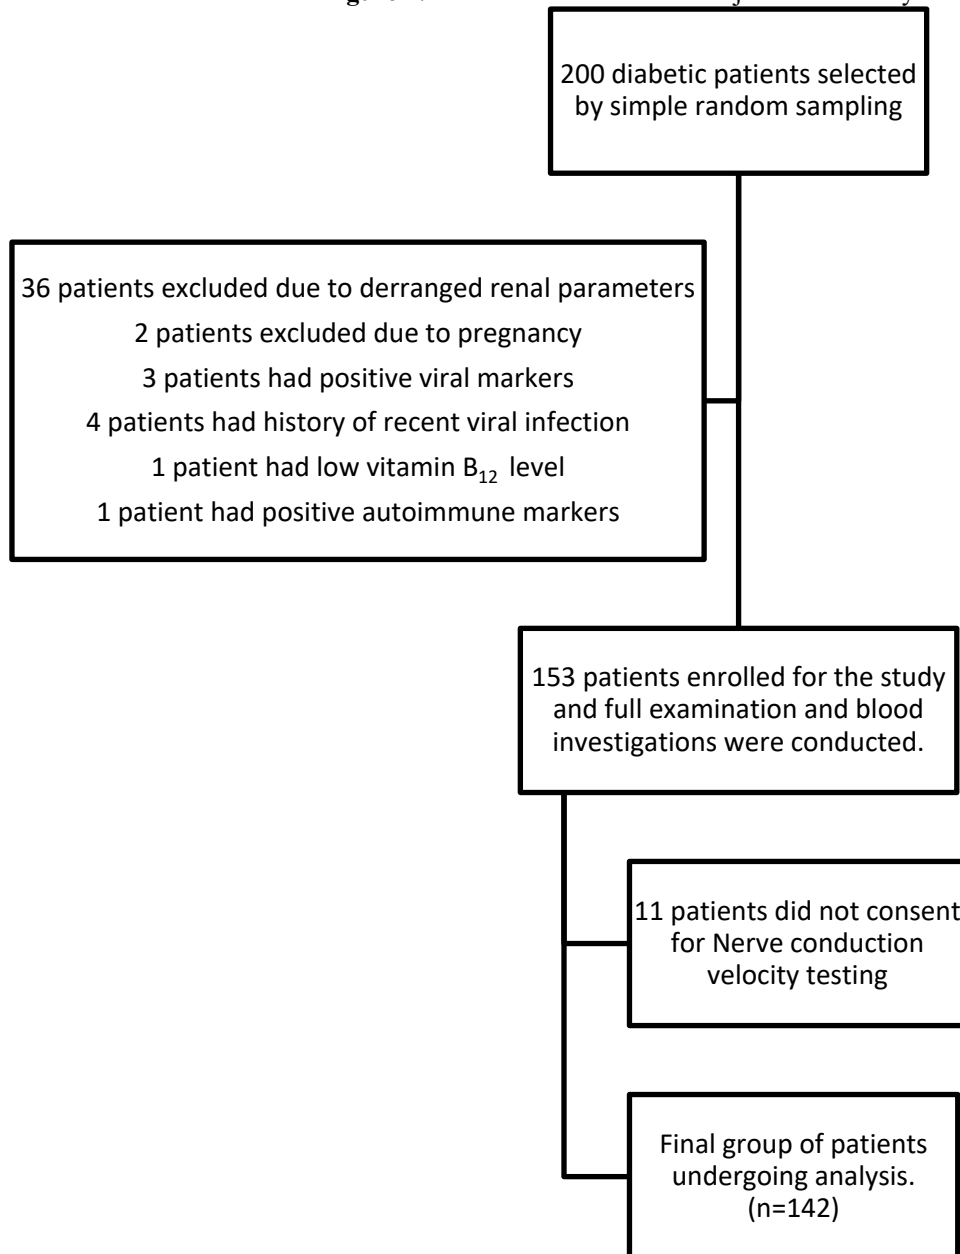 200 diabetic patients selected
by simple random sampling
36 patients excluded due to derranged renal parameters
2 patients excluded due to pregnancy
3 patients had positive viral markers
4 patients had history of recent viral infection
1 patient had low vitamin B₁₂ level
1 patient had positive autoimmune markers
153 patients enrolled for the study
and full examination and blood
investigations were conducted.
11 patients did not consent
for Nerve conduction
velocity testing
Final group of patients
undergoing analysis.
(n=142)